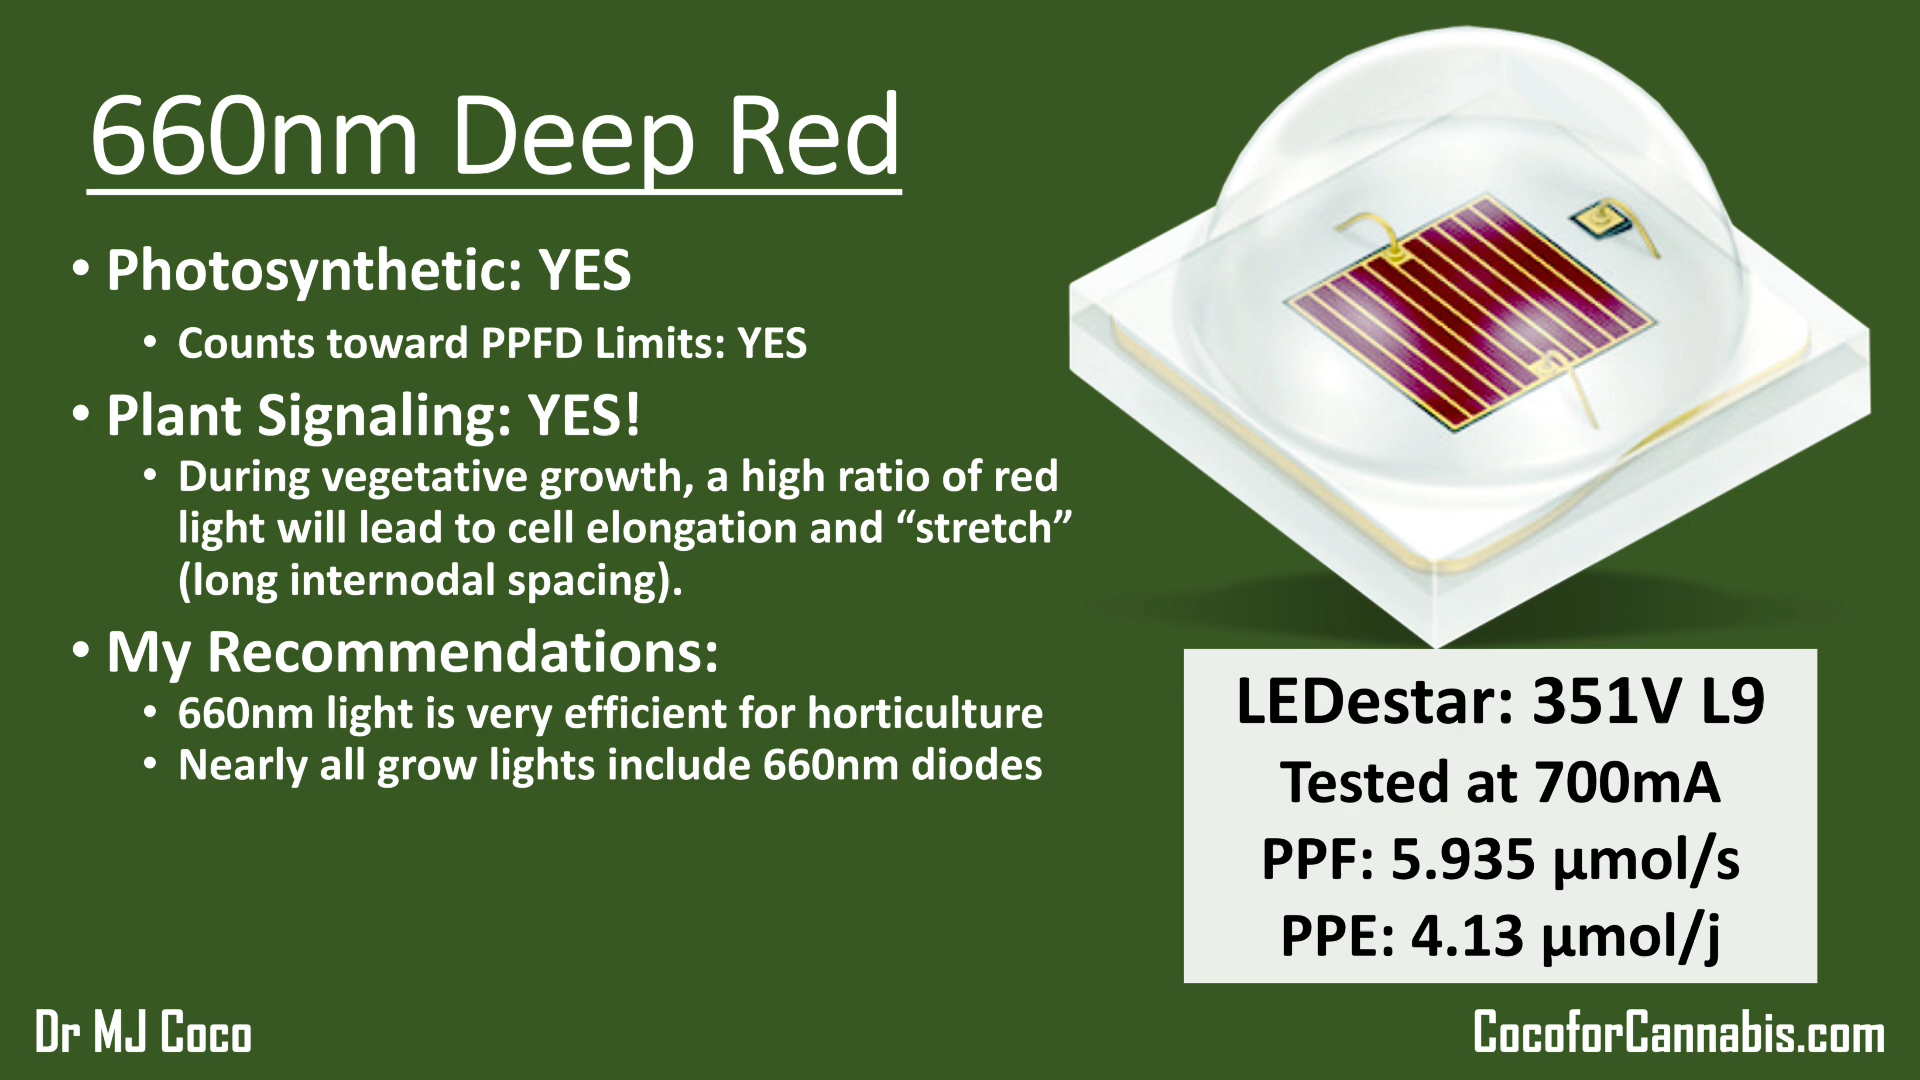 660nm Deep Red
• Photosynthetic: YES
• Counts toward PPFD Limits: YES
• Plant Signaling: YES!
• During vegetative growth, a high ratio of red
light will lead to cell elongation and “stretch”
(long internodal spacing).
• My Recommendations:
• 660nm light is very efficient for horticulture
• Nearly all grow lights include 660nm diodes
LEDestar: 351V L9
Tested at 700mA
PPF: 5.935 µmol/s
PPE: 4.13 µmol/j
Dr MJ Coco
CocoforCannabis.com